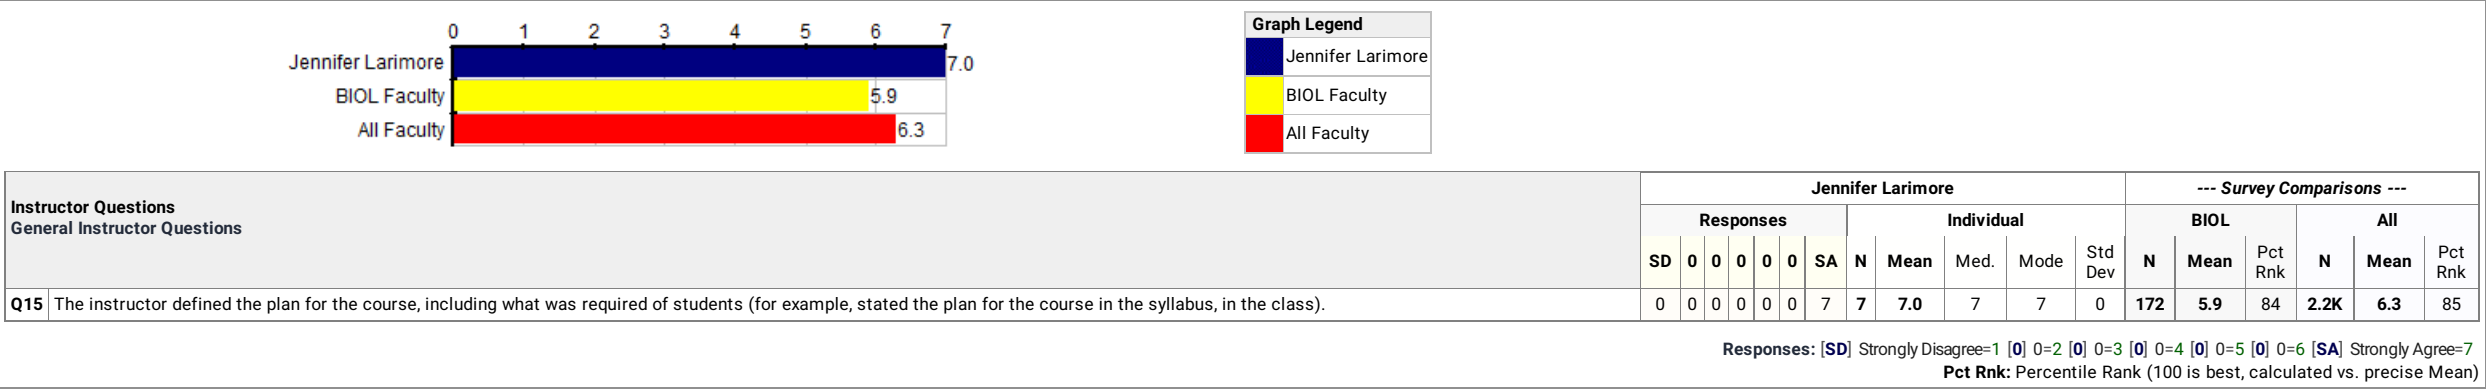 0 1 2 3 4 5 6 7
Jennifer Larimore 7.0
BIOL Faculty 5.9
All Faculty 6.3
Graph Legend
Jennifer Larimore
BIOL Faculty
All Faculty
Instructor Questions
General Instructor Questions
Jennifer Larimore --- Survey Comparisons ---
Responses Individual BIOL All
SD 0 0 0 0 0 SA N Mean Med. Mode Std Dev N Mean Pct Rnk N Mean Pct Rnk
Q15 The instructor defined the plan for the course, including what was required of students (for example, stated the plan for the course in the syllabus, in the class). 0 0 0 0 0 0 7 7 7.0 7 7 0 172 5.9 84 2.2K 6.3 85
Responses: [SD] Strongly Disagree=1 [0] 0=2 [0] 0=3 [0] 0=4 [0] 0=5 [0] 0=6 [SA] Strongly Agree=7
Pct Rnk: Percentile Rank (100 is best, calculated vs. precise Mean)